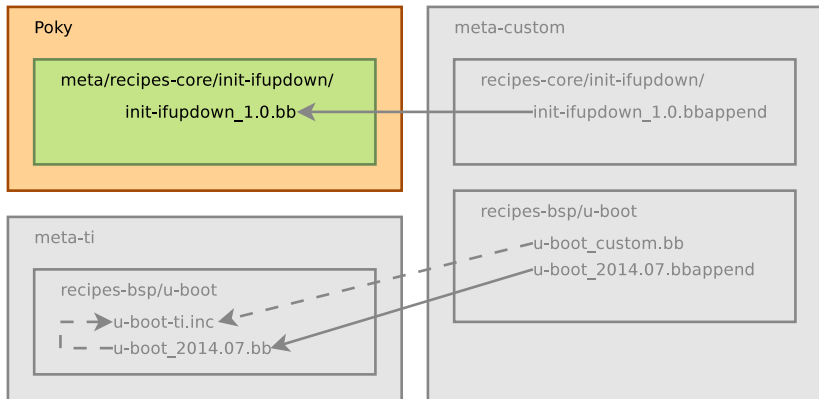 Poky
meta/recipes-core/init-ifupdown/
init-ifupdown_1.0.bb
meta-custom
recipes-core/init-ifupdown/
init-ifupdown_1.0.bbappend
recipes-bsp/u-boot
u-boot_custom.bb
u-boot_2014.07.bbappend
meta-ti
recipes-bsp/u-boot
u-boot-ti.inc
u-boot_2014.07.bb